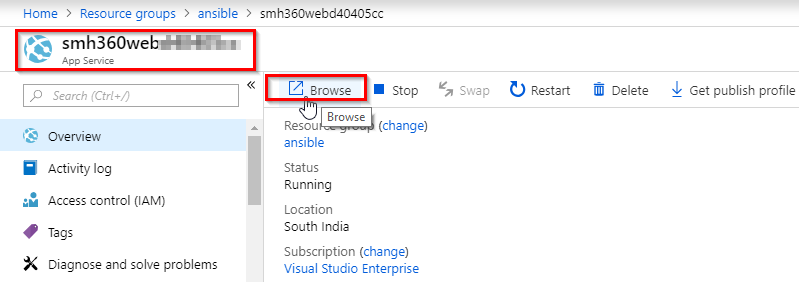 Home > Resource groups > ansible > smh360webd40405cc
smh360web
App Service
«
Search (Ctrl+/)
Browse Stop Swap Restart Delete Get publish profile
Browse
Overview
Activity log
Access control (IAM)
Tags
Diagnose and solve problems
Resource group (change)
ansible
Status
Running
Location
South India
Subscription (change)
Visual Studio Enterprise